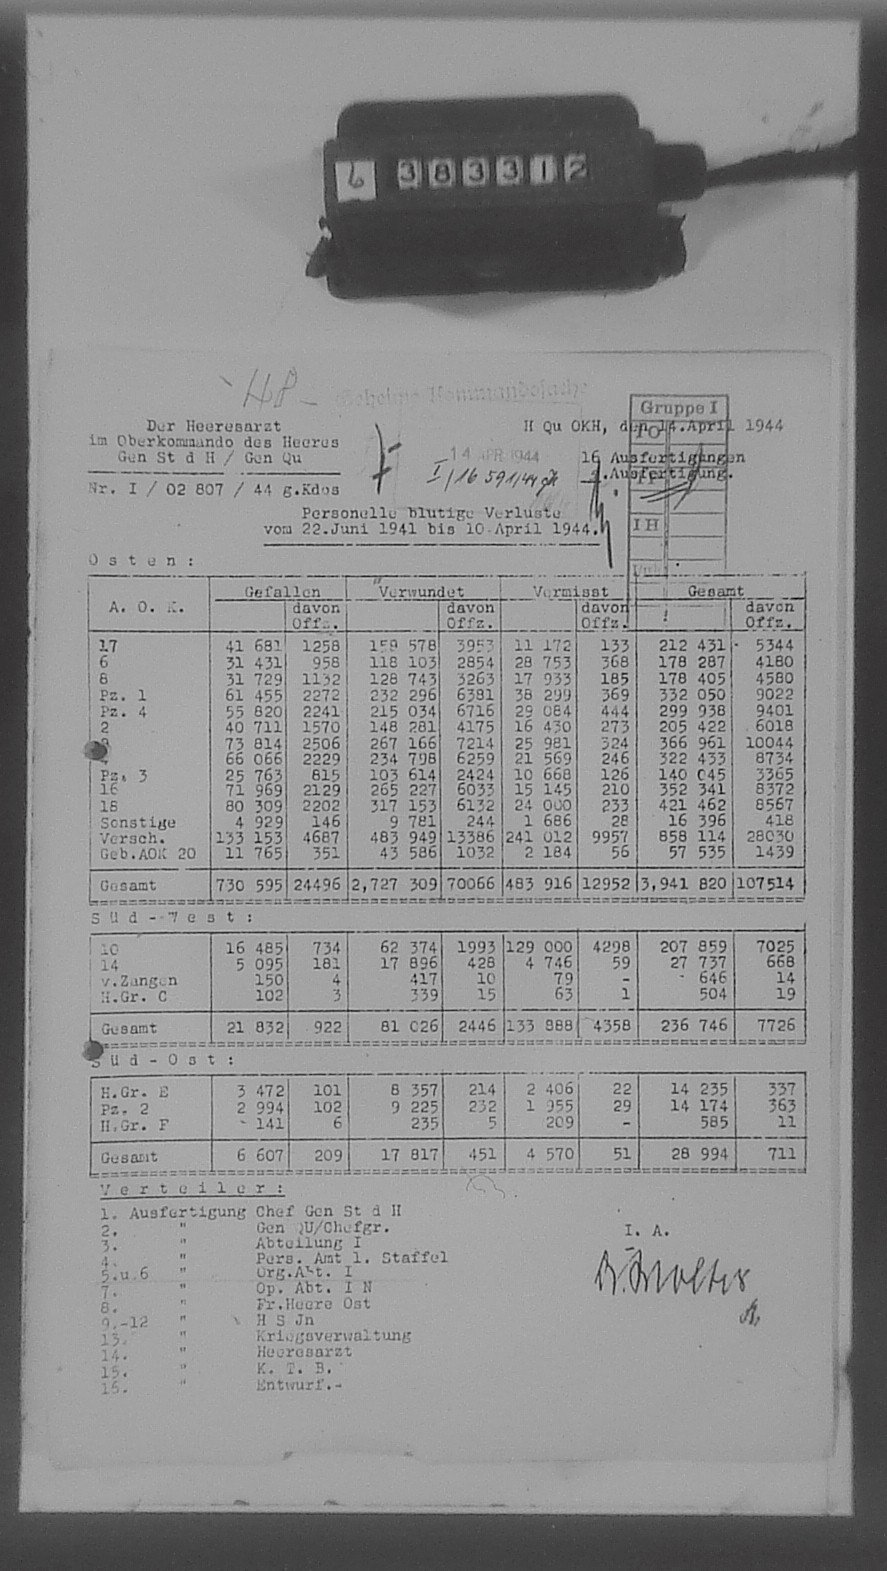 6 383312
Geheime Kommandosache
Gruppe I
Der Heeresarzt
H Qu OKH, den 14.April 1944
im Oberkommando des Heeres
Gen St d H / Gen Qu
14 APR 1944
16 Ausfertigungen
.Ausfertigung.
I/16 591/44 gK
Nr. I / 02 807 / 44 g.Kdos
Personelle blutige Verluste
vom 22.Juni 1941 bis 10.April 1944.
I H
O s t e n :
A. O. K. Gefallen Verwundet Vermisst Gesamt
davon Offz. davon Offz. davon Offz. davon Offz.
17 41 681 1258 159 578 3953 11 172 133 212 431 5344
6 31 431 958 118 103 2854 28 753 368 178 287 4180
8 31 729 1132 128 743 3263 17 933 185 178 405 4580
Pz. 1 61 455 2272 232 296 6381 38 299 369 332 050 9022
Pz. 4 55 820 2241 215 034 6716 29 084 444 299 938 9401
2 40 711 1570 148 281 4175 16 430 273 205 422 6018
73 814 2506 267 166 7214 25 981 324 366 961 10044
66 066 2229 234 798 6259 21 569 246 322 433 8734
Pz. 3 25 763 815 103 614 2424 10 668 126 140 045 3365
16 71 969 2129 265 227 6033 15 145 210 352 341 8372
18 80 309 2202 317 153 6132 24 000 233 421 462 8567
Sonstige 4 929 146 9 781 244 1 686 28 16 396 418
Versch. 133 153 4687 483 949 13386 241 012 9957 858 114 28030
Geb.AOK 20 11 765 351 43 586 1032 2 184 56 57 535 1439
Gesamt 730 595 24496 2,727 309 70066 483 916 12952 3,941 820 107514
S ü d - W e s t :
10 16 485 734 62 374 1993 129 000 4298 207 859 7025
14 5 095 181 17 896 428 4 746 59 27 737 668
v.Zangen 150 4 417 10 79 - 646 14
H.Gr. C 102 3 339 15 63 1 504 19
Gesamt 21 832 922 81 026 2446 133 888 4358 236 746 7726
S ü d - O s t :
H.Gr. E 3 472 101 8 357 214 2 406 22 14 235 337
Pz. 2 2 994 102 9 225 232 1 955 29 14 174 363
H.Gr. F 141 6 235 5 209 - 585 11
Gesamt 6 607 209 17 817 451 4 570 51 28 994 711
V e r t e i l e r :
1. Ausfertigung Chef Gen St d H
2. " Gen QU/Chefgr.
3. " Abteilung I
4. " Pers. Amt 1. Staffel
5.u.6 " Org.Abt. I
7. " Op. Abt. I N
8. " Fr.Heere Ost
9.-12 " H S Jn
13. " Kriegsverwaltung
14. " Heeresarzt
15. " K. T. B.
16. " Entwurf.-
I. A.